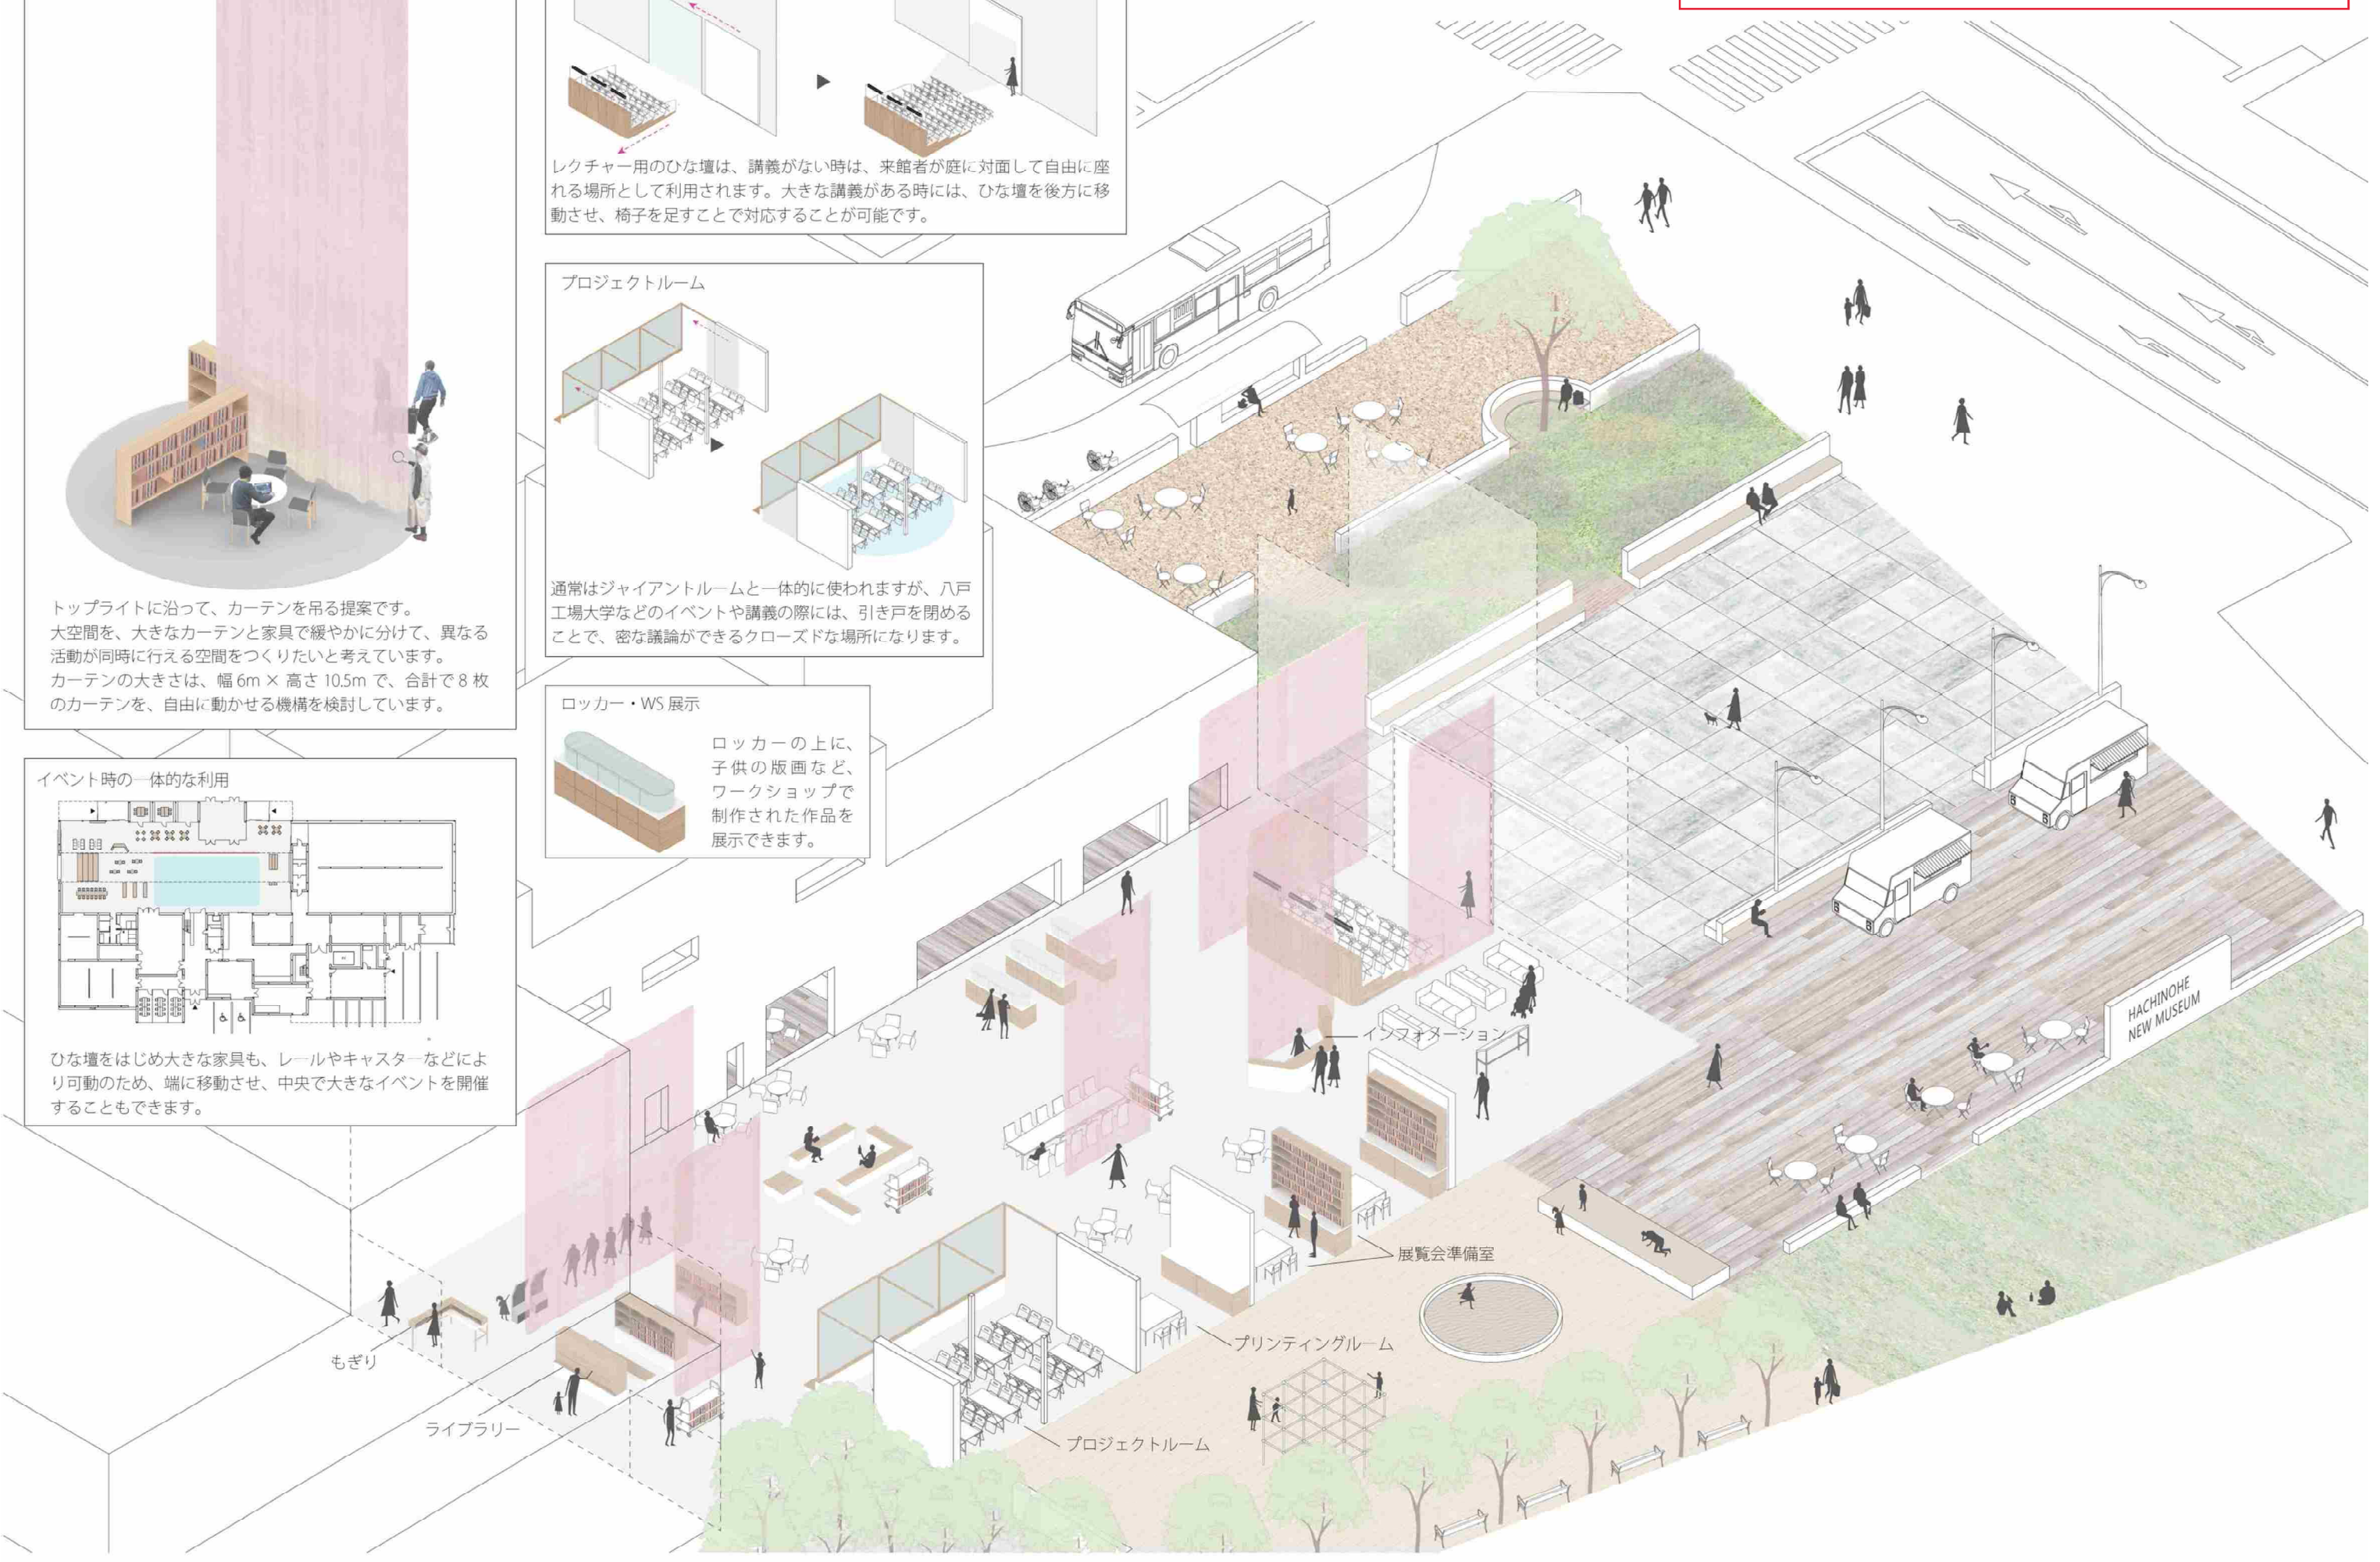 レクチャー用のひな壇は、講義がない時は、来館者が庭に対面して自由に座
れる場所として利用されます。大きな講義がある時には、ひな壇を後方に移
動させ、椅子を足すことで対応することが可能です。
プロジェクトルーム
通常はジャイアントルームと一体的に使われますが、八戸
工場大学などのイベントや講義の際には、引き戸を閉める
ことで、密な議論ができるクローズドな場所になります。
トップライトに沿って、カーテンを吊る提案です。
大空間を、大きなカーテンと家具で緩やかに分けて、異なる
活動が同時に行える空間をつくりたいと考えています。
カーテンの大きさは、幅 6m × 高さ 10.5m で、合計で 8 枚
のカーテンを、自由に動かせる機構を検討しています。
ロッカー・WS 展示
ロッカーの上に、
子供の版画など、
ワークショップで
制作された作品を
展示できます。
イベント時の一体的な利用
ひな壇をはじめ大きな家具も、レールやキャスターなどによ
り可動のため、端に移動させ、中央で大きなイベントを開催
することもできます。
HACHINOHE
NEW MUSEUM
インフォメーション
展覧会準備室
プリンティングルーム
もぎり
ライブラリー
プロジェクトルーム